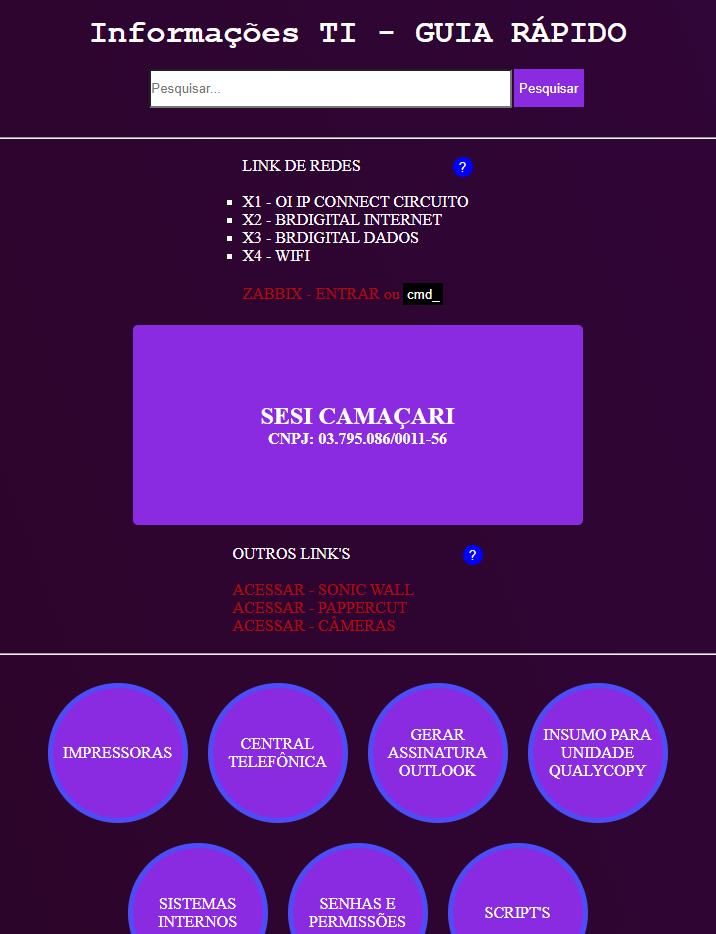 Informações TI - GUIA RÁPIDO
Pesquisar...
Pesquisar
LINK DE REDES
?
X1 - OI IP CONNECT CIRCUITO
X2 - BRDIGITAL INTERNET
X3 - BRDIGITAL DADOS
X4 - WIFI
ZABBIX - ENTRAR ou cmd_
SESI CAMAÇARI
CNPJ: 03.795.086/0011-56
OUTROS LINK'S
?
ACESSAR - SONIC WALL
ACESSAR - PAPPERCUT
ACESSAR - CÂMERAS
IMPRESSORAS
CENTRAL
TELEFÔNICA
GERAR
ASSINATURA
OUTLOOK
INSUMO PARA
UNIDADE
QUALYCOPY
SISTEMAS
INTERNOS
SENHAS E
PERMISSÕES
SCRIPT'S